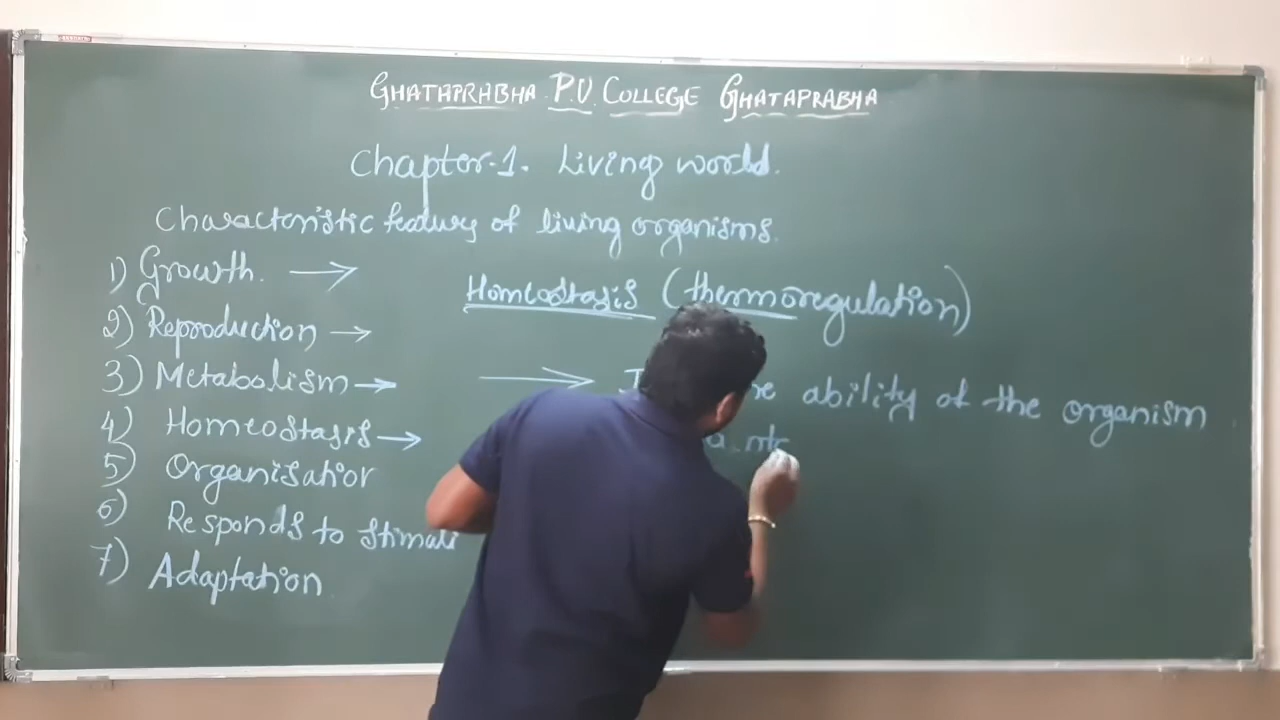 GHATAPRABHA P.U. COLLEGE GHATAPRABHA
Chapter-1. Living world.
Characteristic features of living organisms.
1) Growth. →
2) Reproduction →
3) Metabolism →
4) Homeostasis →
5) Organisation
6) Responds to stimuli
7) Adaptation
Homeostasis (thermoregulation)
→ ability of the organism